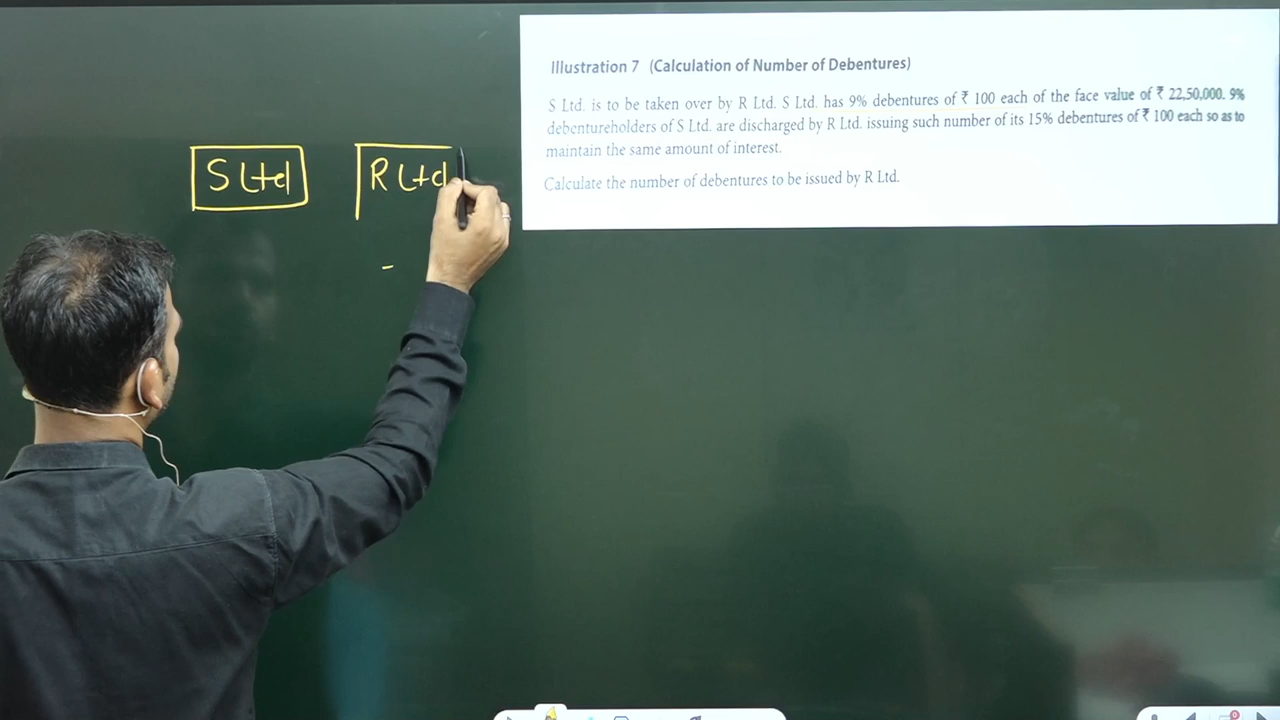 Illustration 7 (Calculation of Number of Debentures)
S Ltd. is to be taken over by R Ltd. S Ltd. has 9% debentures of ₹ 100 each of the face value of ₹ 22,50,000. 9%
debentureholders of S Ltd. are discharged by R Ltd. issuing such number of its 15% debentures of ₹ 100 each so as to
maintain the same amount of interest.
Calculate the number of debentures to be issued by R Ltd.
S Ltd
R Ltd